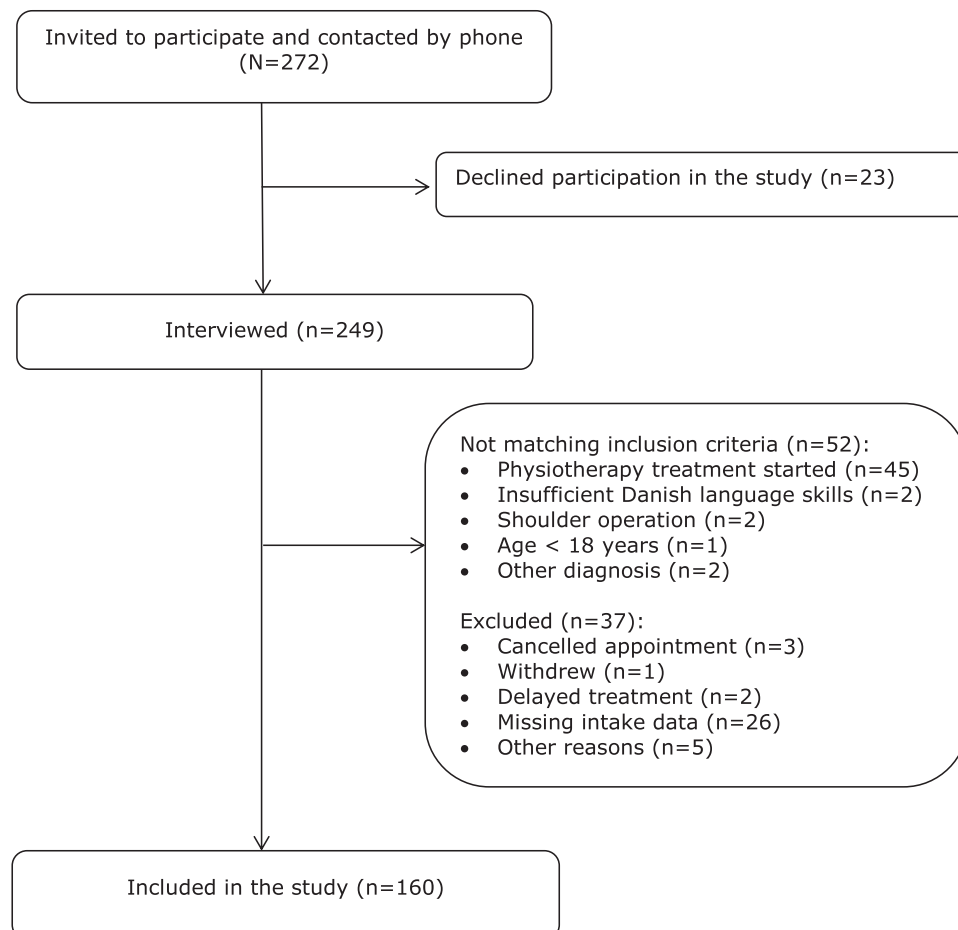 Invited to participate and contacted by phone
(N=272)
Declined participation in the study (n=23)
Interviewed (n=249)
Not matching inclusion criteria (n=52):
• Physiotherapy treatment started (n=45)
• Insufficient Danish language skills (n=2)
• Shoulder operation (n=2)
• Age < 18 years (n=1)
• Other diagnosis (n=2)
Excluded (n=37):
• Cancelled appointment (n=3)
• Withdrew (n=1)
• Delayed treatment (n=2)
• Missing intake data (n=26)
• Other reasons (n=5)
Included in the study (n=160)